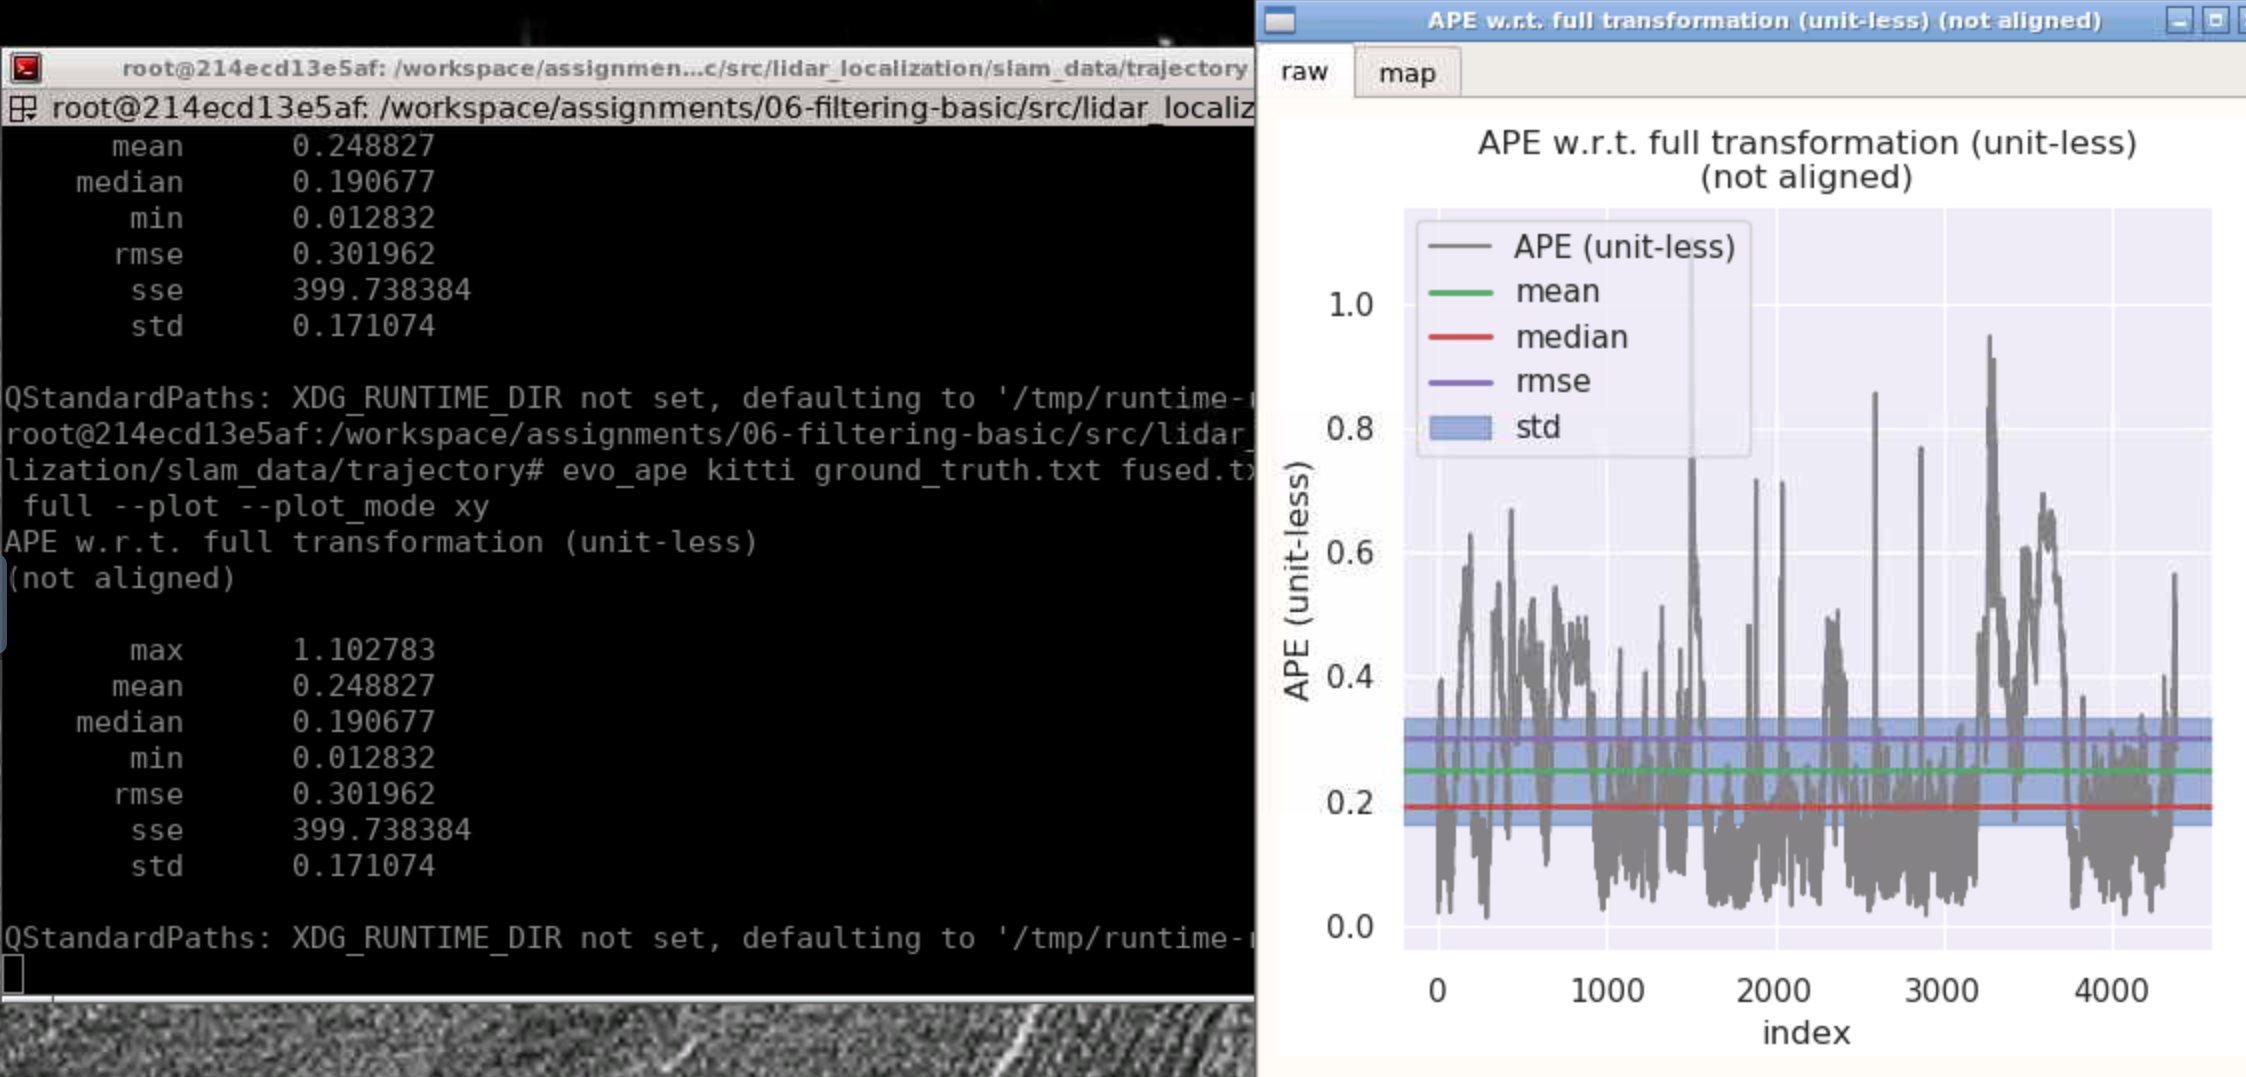 root@214ecd13e5af: /workspace/assignmen...c/src/lidar_localization/slam_data/trajectory
root@214ecd13e5af: /workspace/assignments/06-filtering-basic/src/lidar_localiz
mean 0.248827
median 0.190677
min 0.012832
rmse 0.301962
sse 399.738384
std 0.171074
QStandardPaths: XDG_RUNTIME_DIR not set, defaulting to '/tmp/runtime-
root@214ecd13e5af:/workspace/assignments/06-filtering-basic/src/lidar_
lization/slam_data/trajectory# evo_ape kitti ground_truth.txt fused.tx
full --plot --plot_mode xy
APE w.r.t. full transformation (unit-less)
(not aligned)
max 1.102783
mean 0.248827
median 0.190677
min 0.012832
rmse 0.301962
sse 399.738384
std 0.171074
QStandardPaths: XDG_RUNTIME_DIR not set, defaulting to '/tmp/runtime-
APE w.r.t. full transformation (unit-less) (not aligned)
raw map
APE w.r.t. full transformation (unit-less)
(not aligned)
APE (unit-less)
mean
median
rmse
std
APE (unit-less)
1.0
0.8
0.6
0.4
0.2
0.0
0 1000 2000 3000 4000
index